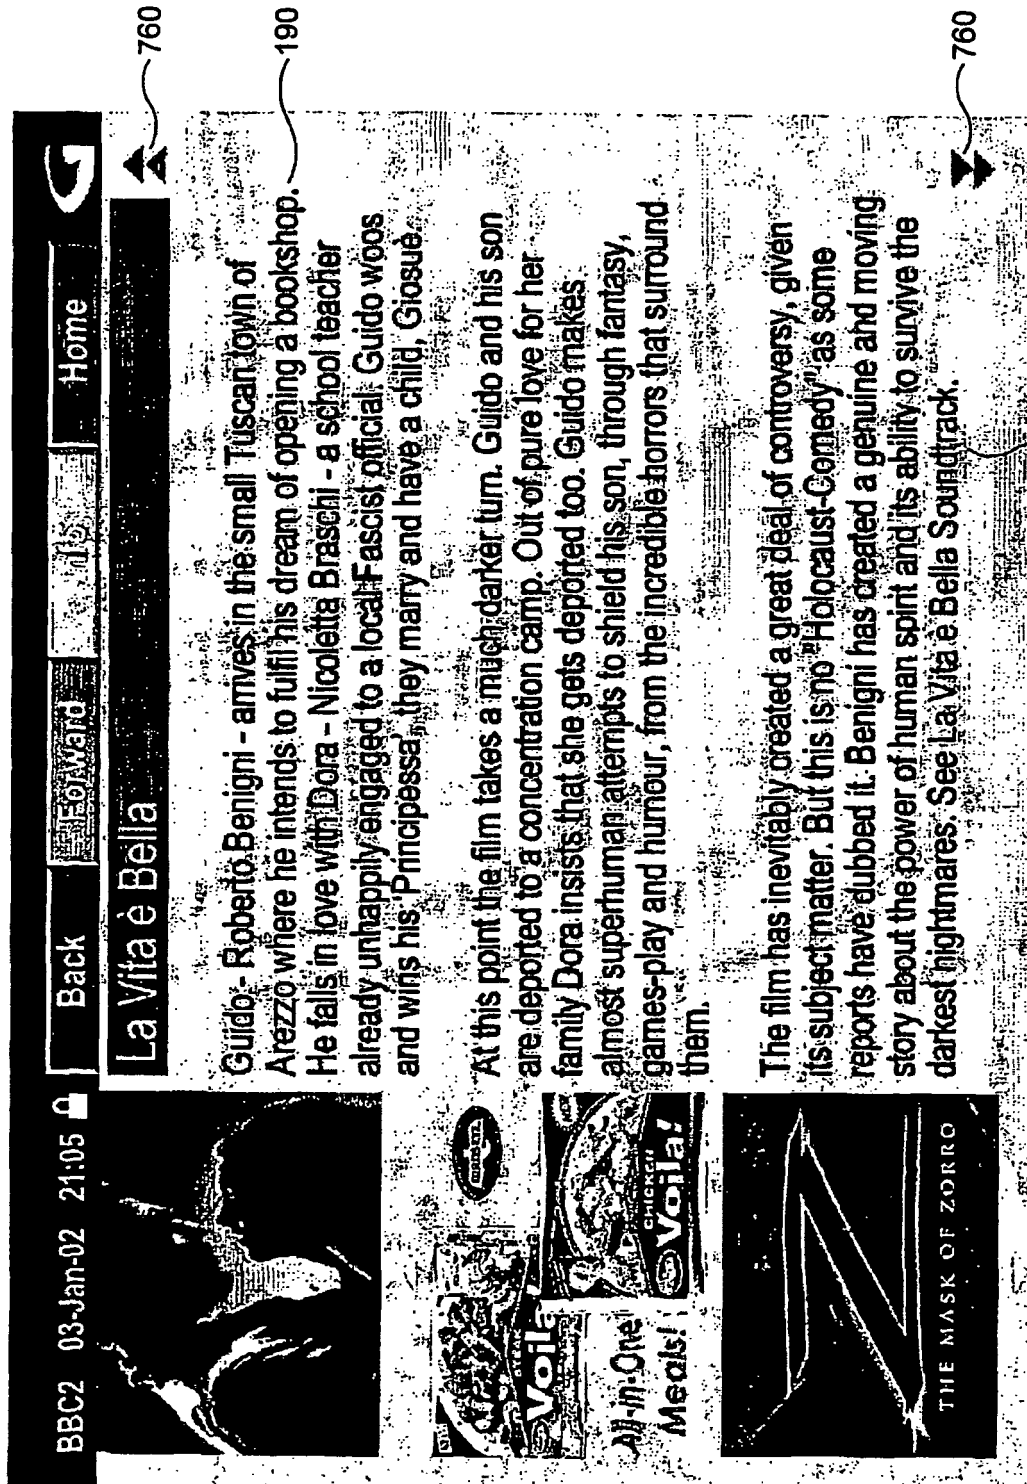 BBC2 03-Jan-02 21:05
Back
Forward
Home
La Vita è Bella
Guido - Roberto Benigni - arrives in the small Tuscan town of
Arezzo where he intends to fulfil his dream of opening a bookshop.
He falls in love with Dora - Nicoletta Braschi - a school teacher
already unhappily engaged to a local Fascist official. Guido woos
and wins his 'Principessa', they marry and have a child, Giosuè.
At this point the film takes a much darker turn. Guido and his son
are deported to a concentration camp. Out of pure love for her
family Dora insists that she gets deported too. Guido makes
almost superhuman attempts to shield his son, through fantasy,
games-play and humour, from the incredible horrors that surround
them.
The film has inevitably created a great deal of controversy, given
its subject matter. But this is no "Holocaust-Comedy" as some
reports have dubbed it. Benigni has created a genuine and moving
story about the power of human spirit and its ability to survive the
darkest nightmares. See La Vita è Bella Soundtrack.
Voila
All-in-One
Meals!
CHICKEN
Voila!
THE MASK OF ZORRO
760
190
760